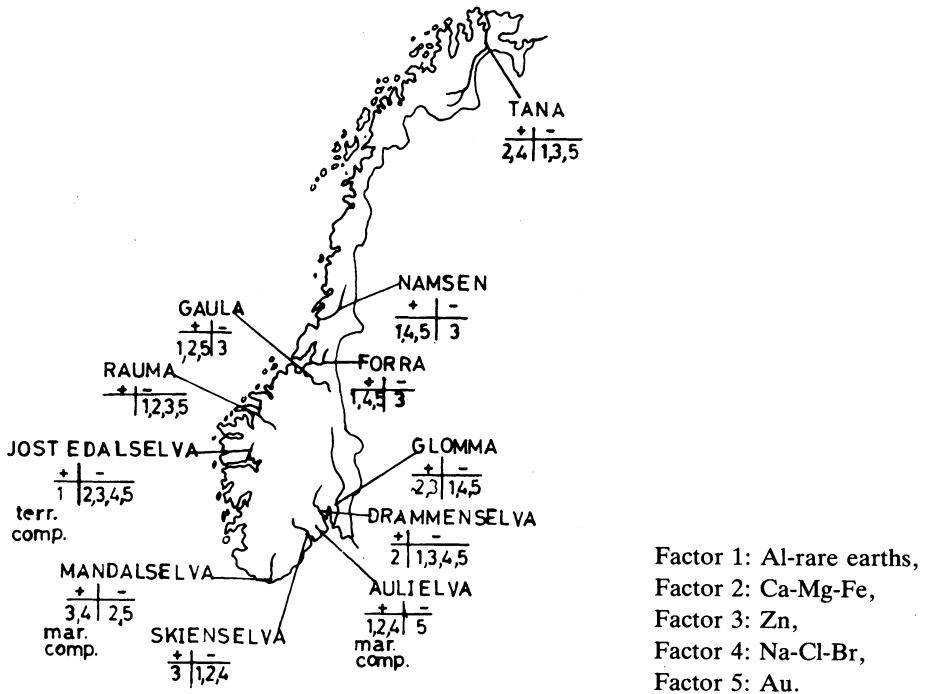 TANA
+ -
2,4 1,3,5
NAMSEN
+ -
1,4,5 3
GAULA
+ -
1,2,5 3
FORRA
+ -
1,4,5 3
RAUMA
+ -
1,2,3,5
JOSTEDALSELVA
+ -
1 2,3,4,5
terr.
comp.
GLOMMA
+ -
2,3 1,4,5
DRAMMENSELVA
+ -
2 1,3,4,5
MANDALSELVA
+ -
3,4 2,5
mar.
comp.
AULIELVA
+ -
1,2,4 5
mar.
comp.
SKIENSELVA
+ -
3 1,2,4
Factor 1: Al-rare earths,
Factor 2: Ca-Mg-Fe,
Factor 3: Zn,
Factor 4: Na-Cl-Br,
Factor 5: Au.